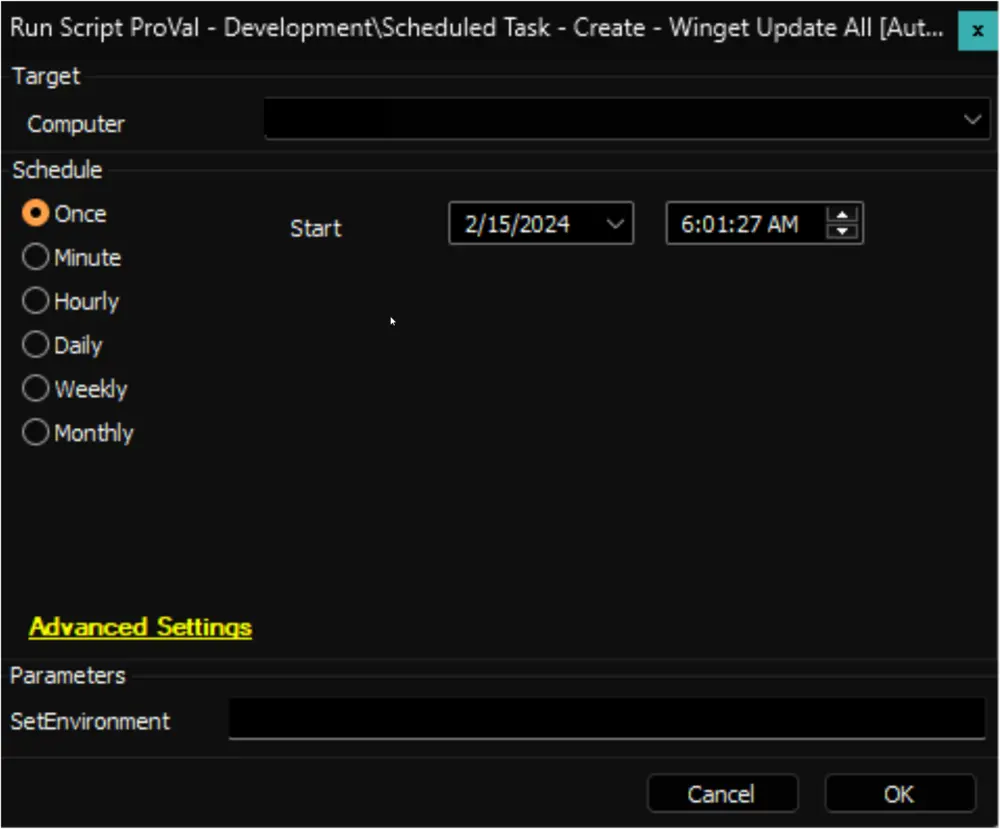 Run Script ProVal - Development\Scheduled Task - Create - Winget Update All [Aut...
x
Target
Computer
Schedule
Once
Start
2/15/2024
6:01:27 AM
Minute
Hourly
Daily
Weekly
Monthly
Advanced Settings
Parameters
SetEnvironment
Cancel
OK